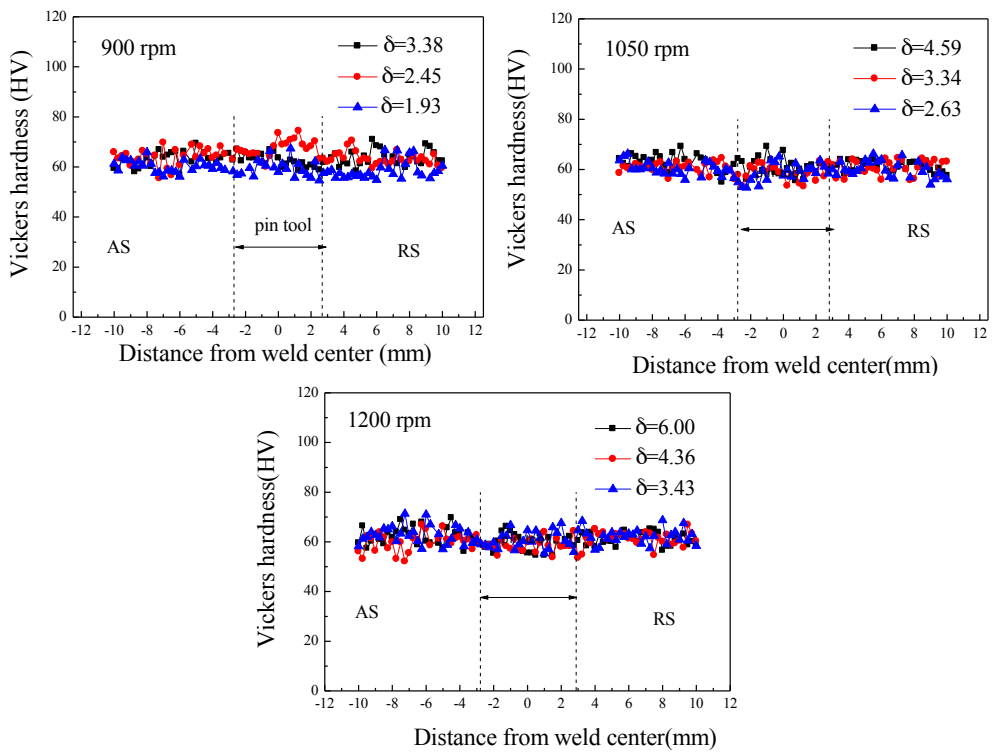 900 rpm
δ=3.38
δ=2.45
δ=1.93
120
100
80
60
40
20
0
Vickers hardness (HV)
AS
pin tool
RS
-12 -10 -8 -6 -4 -2 0 2 4 6 8 10 12
Distance from weld center (mm)
1050 rpm
δ=4.59
δ=3.34
δ=2.63
120
100
80
60
40
20
0
Vickers hardness(HV)
AS
RS
-12 -10 -8 -6 -4 -2 0 2 4 6 8 10 12
Distance from weld center(mm)
1200 rpm
δ=6.00
δ=4.36
δ=3.43
120
100
80
60
40
20
0
Vickers hardness(HV)
AS
RS
-12 -10 -8 -6 -4 -2 0 2 4 6 8 10 12
Distance from weld center(mm)